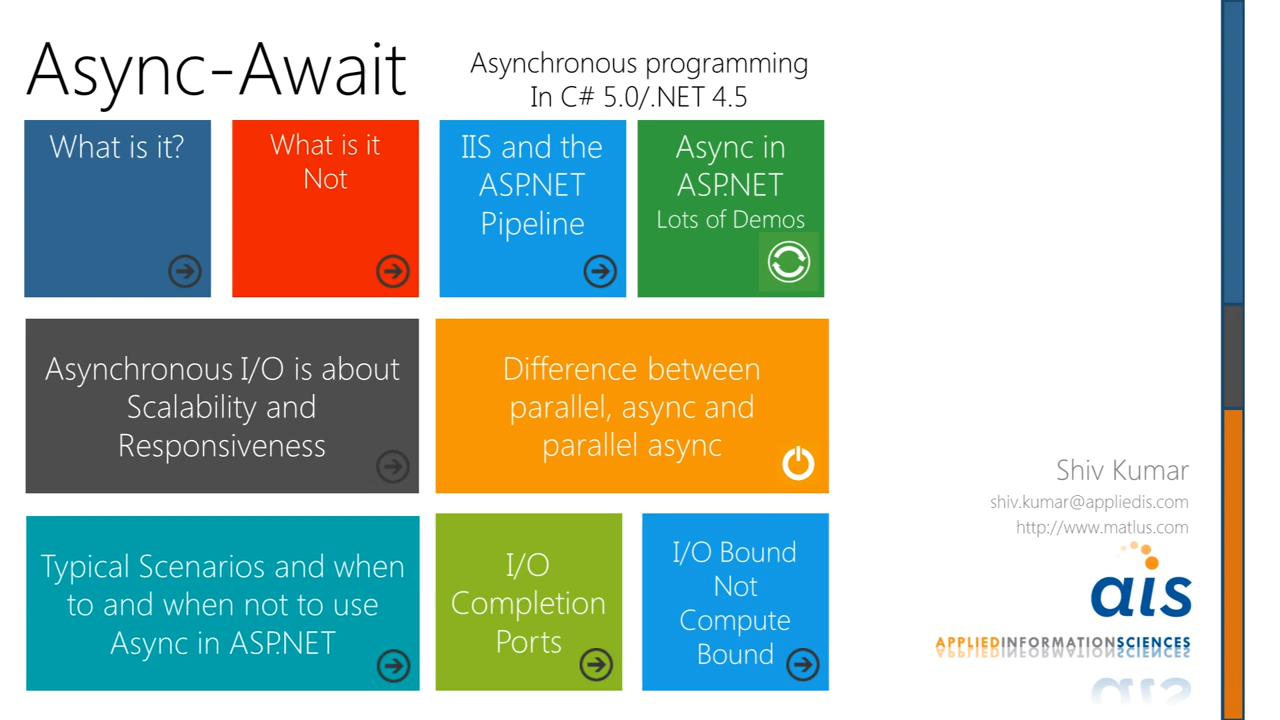 Async-Await
Asynchronous programming
In C# 5.0/.NET 4.5
What is it?
What is it
Not
IIS and the
ASP.NET
Pipeline
Async in
ASP.NET
Lots of Demos
Asynchronous I/O is about
Scalability and
Responsiveness
Difference between
parallel, async and
parallel async
Typical Scenarios and when
to and when not to use
Async in ASP.NET
I/O
Completion
Ports
I/O Bound
Not
Compute
Bound
Shiv Kumar
shiv.kumar@appliedis.com
http://www.matlus.com
ais
APPLIEDINFORMATIONSCIENCES